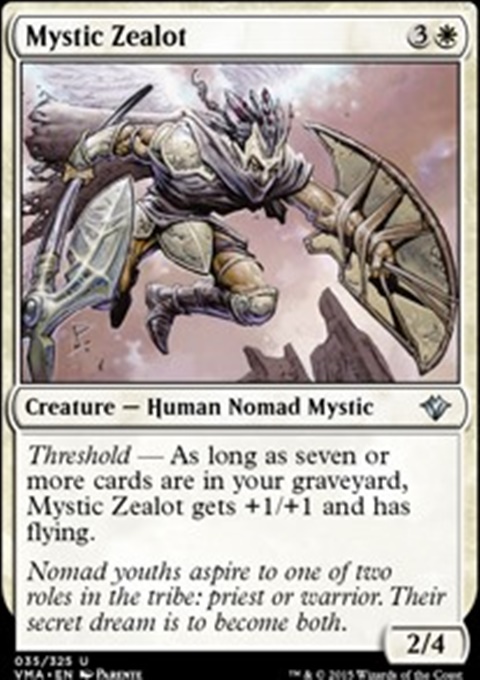 Mystic Zealot 3
Creature — Human Nomad Mystic
Threshold — As long as seven or
more cards are in your graveyard,
Mystic Zealot gets +1/+1 and has
flying.
Nomad youths aspire to one of two
roles in the tribe: priest or warrior. Their
secret dream is to become both.
2/4
035/325 U
VMA • EN Parente
™ & © 2015 Wizards of the Coast